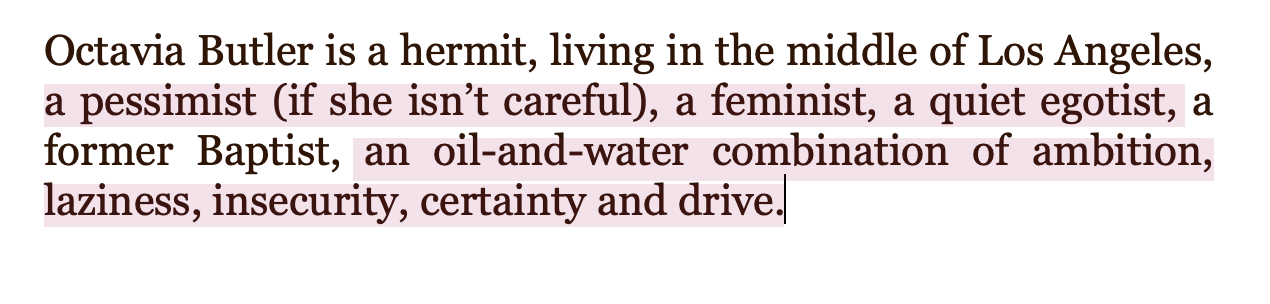 Octavia Butler is a hermit, living in the middle of Los Angeles,
a pessimist (if she isn’t careful), a feminist, a quiet egotist, a
former Baptist, an oil-and-water combination of ambition,
laziness, insecurity, certainty and drive.